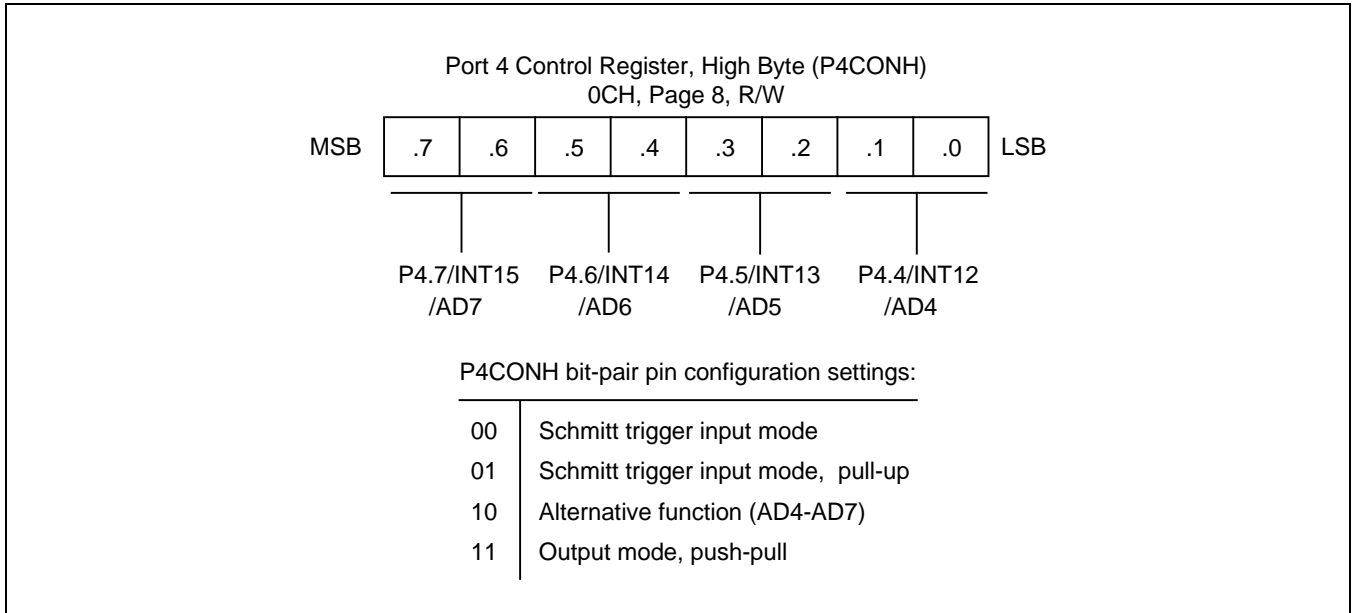 Port 4 Control Register, High Byte (P4CONH)
0CH, Page 8, R/W
MSB .7 .6 .5 .4 .3 .2 .1 .0 LSB
P4.7/INT15 P4.6/INT14 P4.5/INT13 P4.4/INT12
/AD7 /AD6 /AD5 /AD4
P4CONH bit-pair pin configuration settings:
00 Schmitt trigger input mode
01 Schmitt trigger input mode, pull-up
10 Alternative function (AD4-AD7)
11 Output mode, push-pull